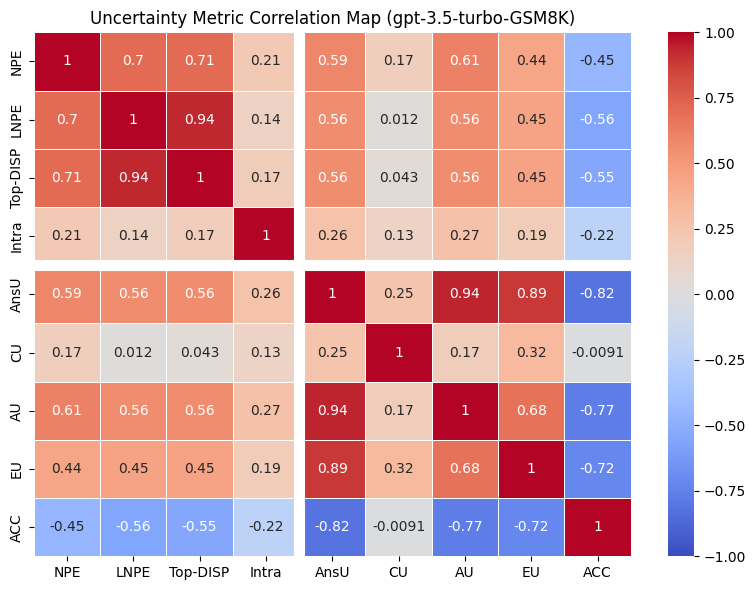 Uncertainty Metric Correlation Map (gpt-3.5-turbo-GSM8K)
NPE 1 0.7 0.71 0.21 0.59 0.17 0.61 0.44 -0.45
LNPE 0.7 1 0.94 0.14 0.56 0.012 0.56 0.45 -0.56
Top-DISP 0.71 0.94 1 0.17 0.56 0.043 0.56 0.45 -0.55
Intra 0.21 0.14 0.17 1 0.26 0.13 0.27 0.19 -0.22
AnsU 0.59 0.56 0.56 0.26 1 0.25 0.94 0.89 -0.82
CU 0.17 0.012 0.043 0.13 0.25 1 0.17 0.32 -0.0091
AU 0.61 0.56 0.56 0.27 0.94 0.17 1 0.68 -0.77
EU 0.44 0.45 0.45 0.19 0.89 0.32 0.68 1 -0.72
ACC -0.45 -0.56 -0.55 -0.22 -0.82 -0.0091 -0.77 -0.72 1
NPE LNPE Top-DISP Intra AnsU CU AU EU ACC
1.00
0.75
0.50
0.25
0.00
−0.25
−0.50
−0.75
−1.00